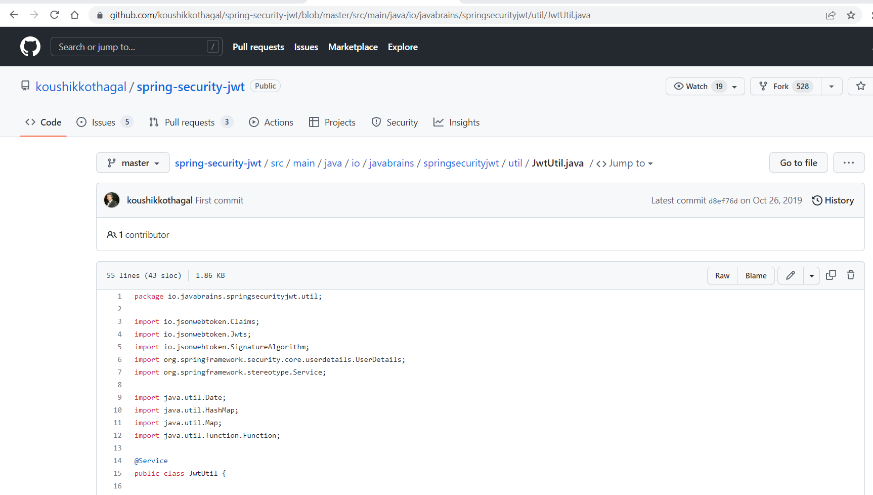 github.com/koushikkothagal/spring-security-jwt/blob/master/src/main/java/io/javabrains/springsecurityjwt/util/JwtUtil.java
Search or jump to... / Pull requests Issues Marketplace Explore
koushikkothagal / spring-security-jwt Public Watch 19 Fork 528
<> Code Issues 5 Pull requests 3 Actions Projects Security Insights
master spring-security-jwt / src / main / java / io / javabrains / springsecurityjwt / util / JwtUtil.java / <> Jump to Go to file ...
koushikkothagal First commit Latest commit d8ef76d on Oct 26, 2019 History
1 contributor
55 lines (43 sloc) 1.86 KB Raw Blame
1 package io.javabrains.springsecurityjwt.util;
2
3 import io.jsonwebtoken.Claims;
4 import io.jsonwebtoken.Jwts;
5 import io.jsonwebtoken.SignatureAlgorithm;
6 import org.springframework.security.core.userdetails.UserDetails;
7 import org.springframework.stereotype.Service;
8
9 import java.util.Date;
10 import java.util.HashMap;
11 import java.util.Map;
12 import java.util.function.Function;
13
14 @Service
15 public class JwtUtil {
16